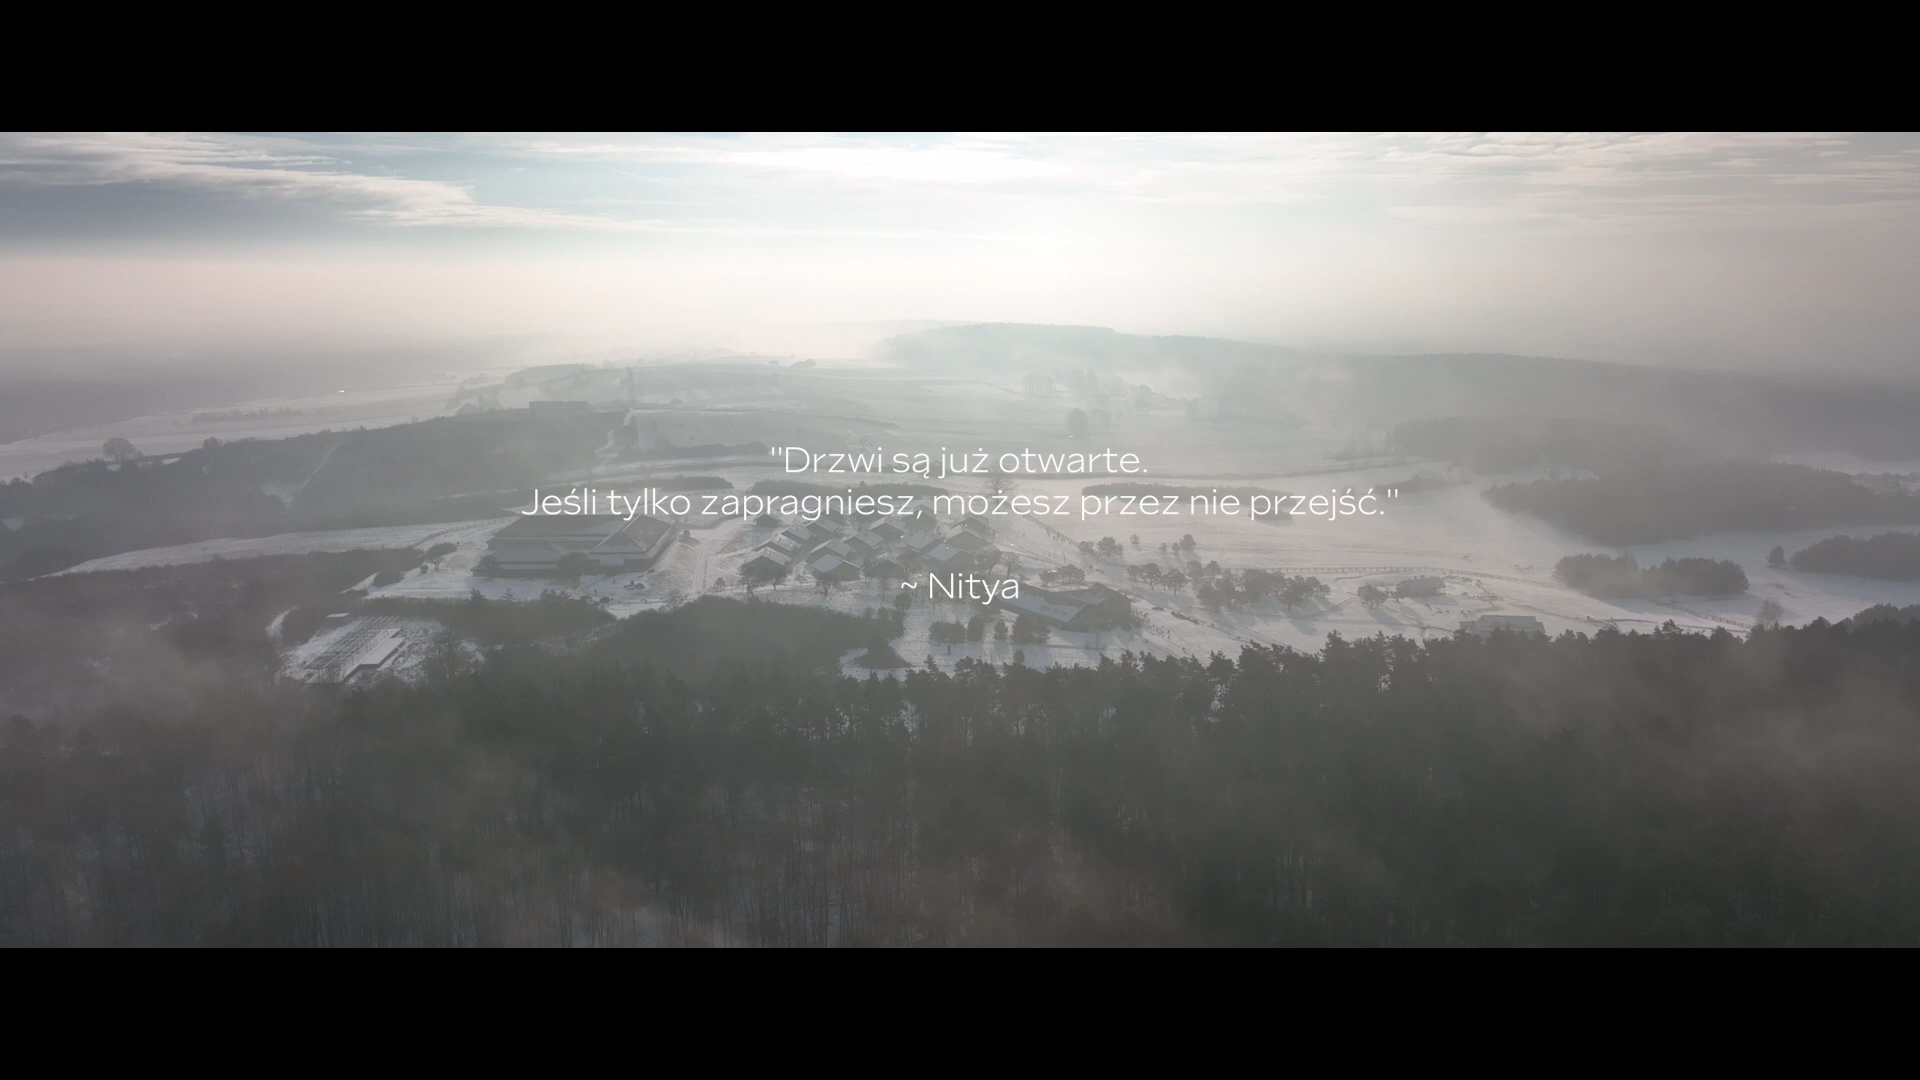 "Drzwi są już otwarte.
Jeśli tylko zapragniesz, możesz przez nie przejść."
~ Nitya